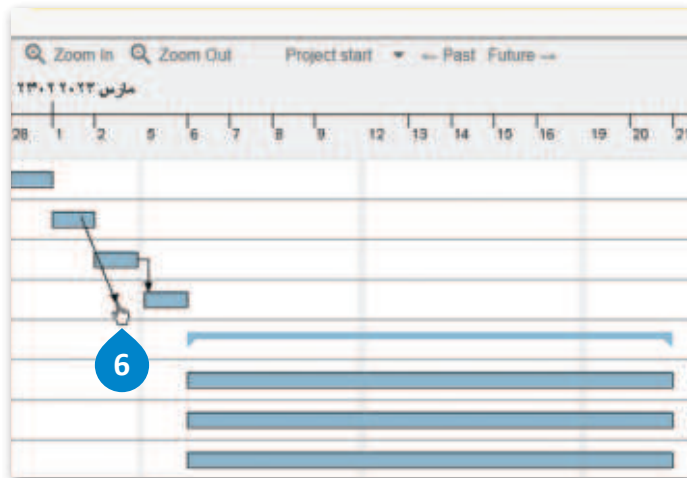 Zoom In Zoom Out Project start ← Past Future →
مارس ٢٠٢٣
28 1 2 5 6 7 8 9 12 13 14 15 16 19 20 21
6